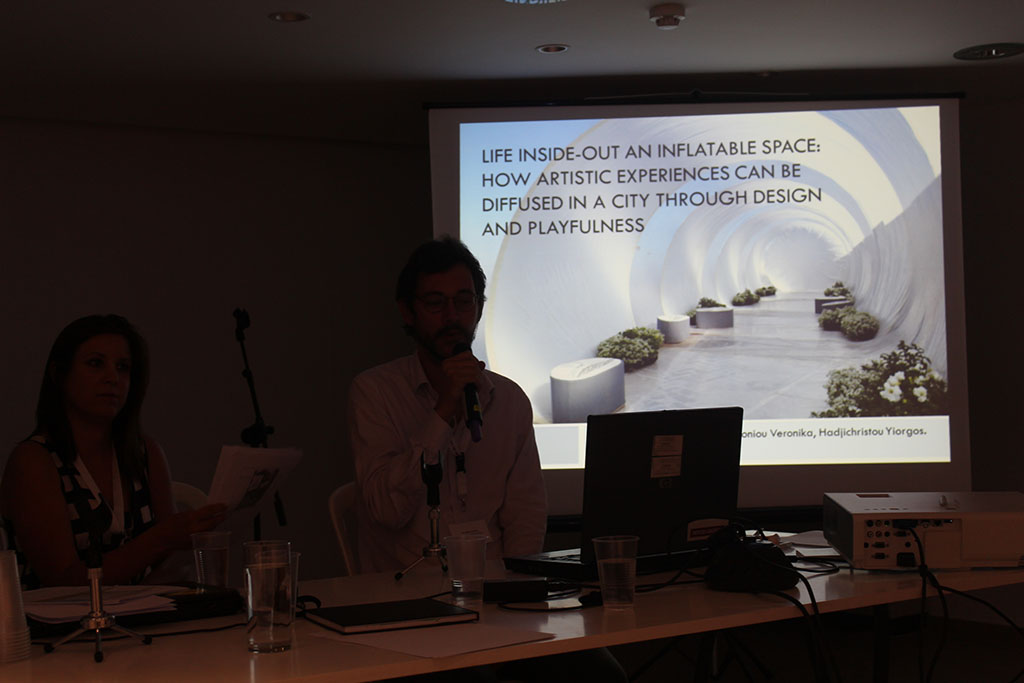 LIFE INSIDE-OUT AN INFLATABLE SPACE:
HOW ARTISTIC EXPERIENCES CAN BE
DIFFUSED IN A CITY THROUGH DESIGN
AND PLAYFULNESS
Veronika, Hadjichristou Yiorgos.